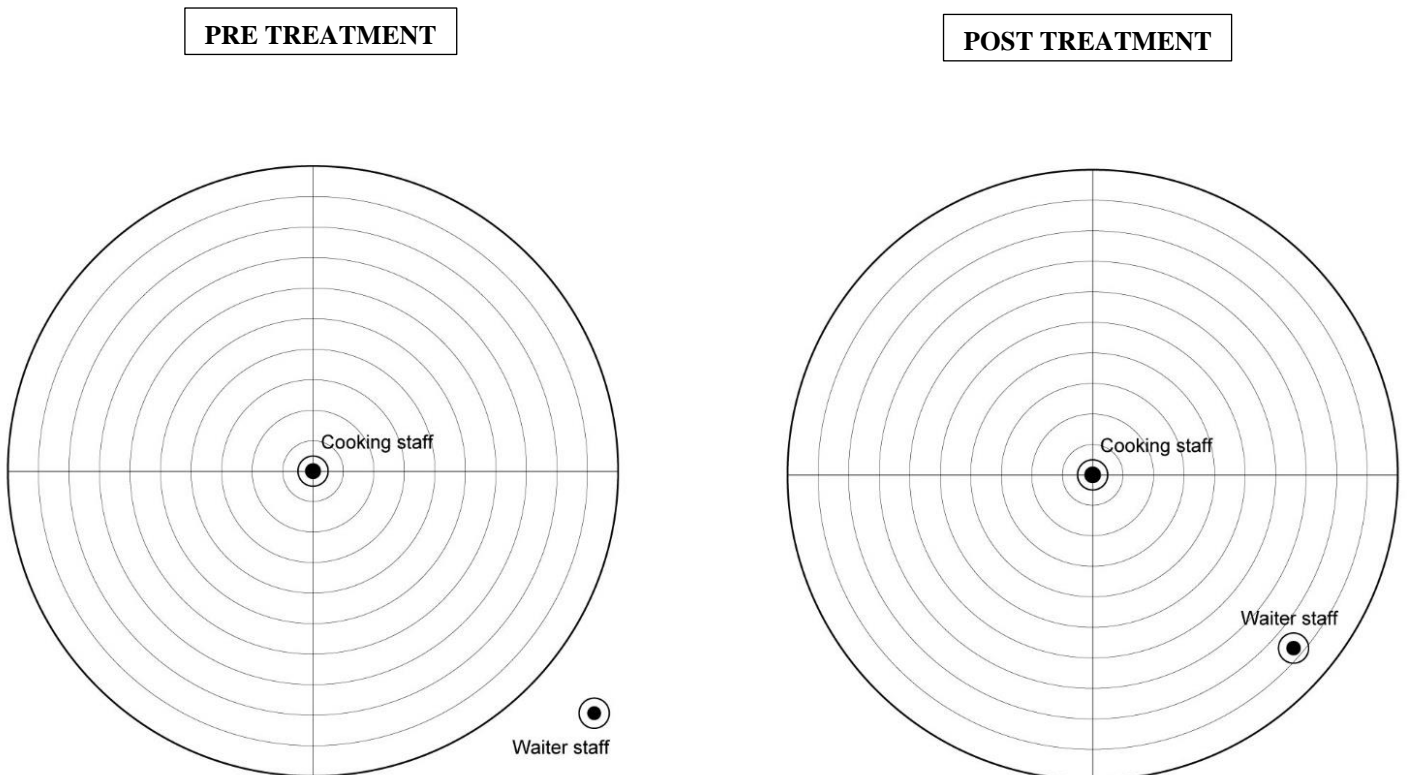 PRE TREATMENT
POST TREATMENT
Cooking staff
Waiter staff
Cooking staff
Waiter staff